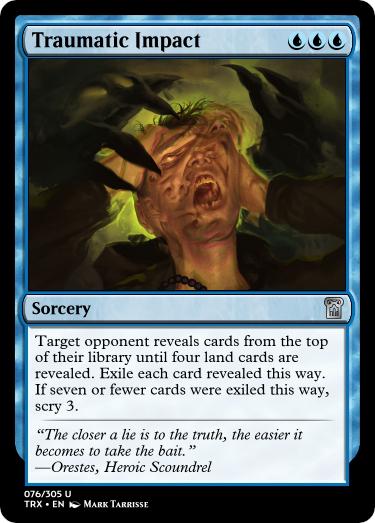 Traumatic Impact
Sorcery
Target opponent reveals cards from the top
of their library until four land cards are
revealed. Exile each card revealed this way.
If seven or fewer cards were exiled this way,
scry 3.
“The closer a lie is to the truth, the easier it
becomes to take the bait.”
—Orestes, Heroic Scoundrel
076/305 U
TRX • EN Mark Tarrisse